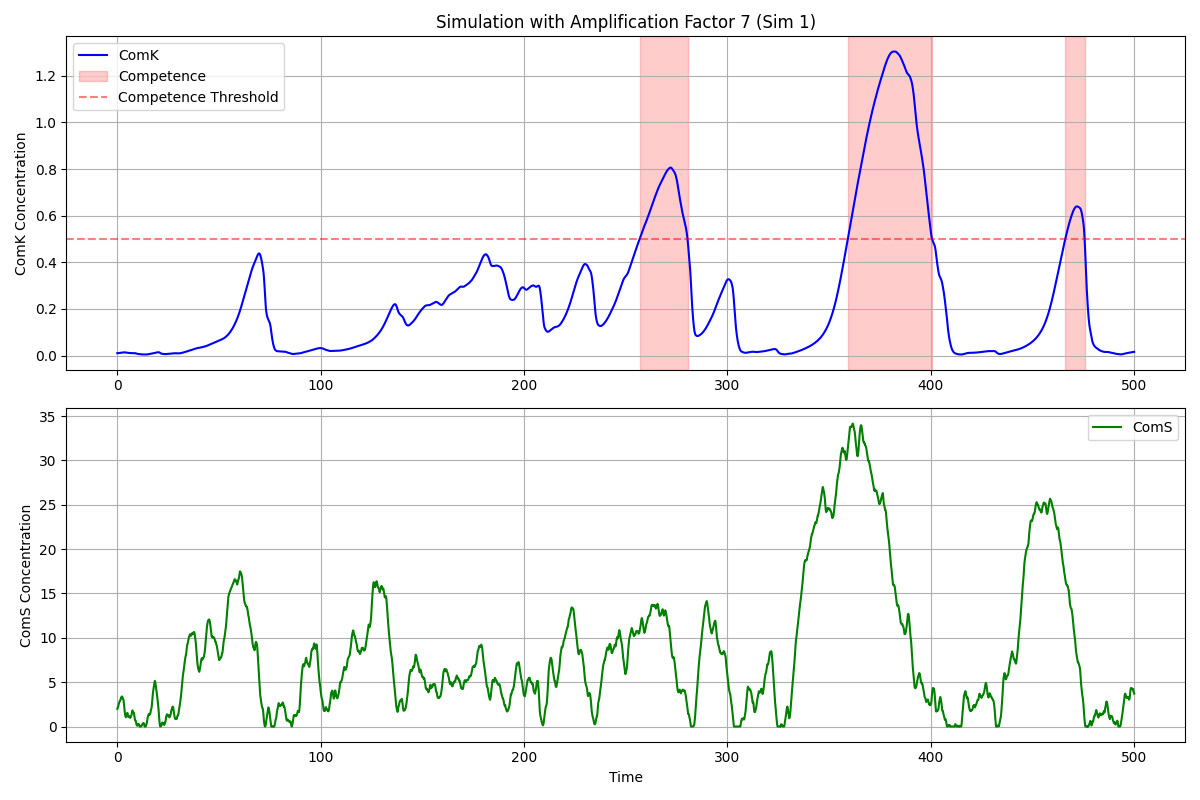 Simulation with Amplification Factor 7 (Sim 1)
ComK Concentration
ComK
Competence
Competence Threshold
1.2
1.0
0.8
0.6
0.4
0.2
0.0
0 100 200 300 400 500
ComS Concentration
ComS
35
30
25
20
15
10
5
0
0 100 200 300 400 500
Time